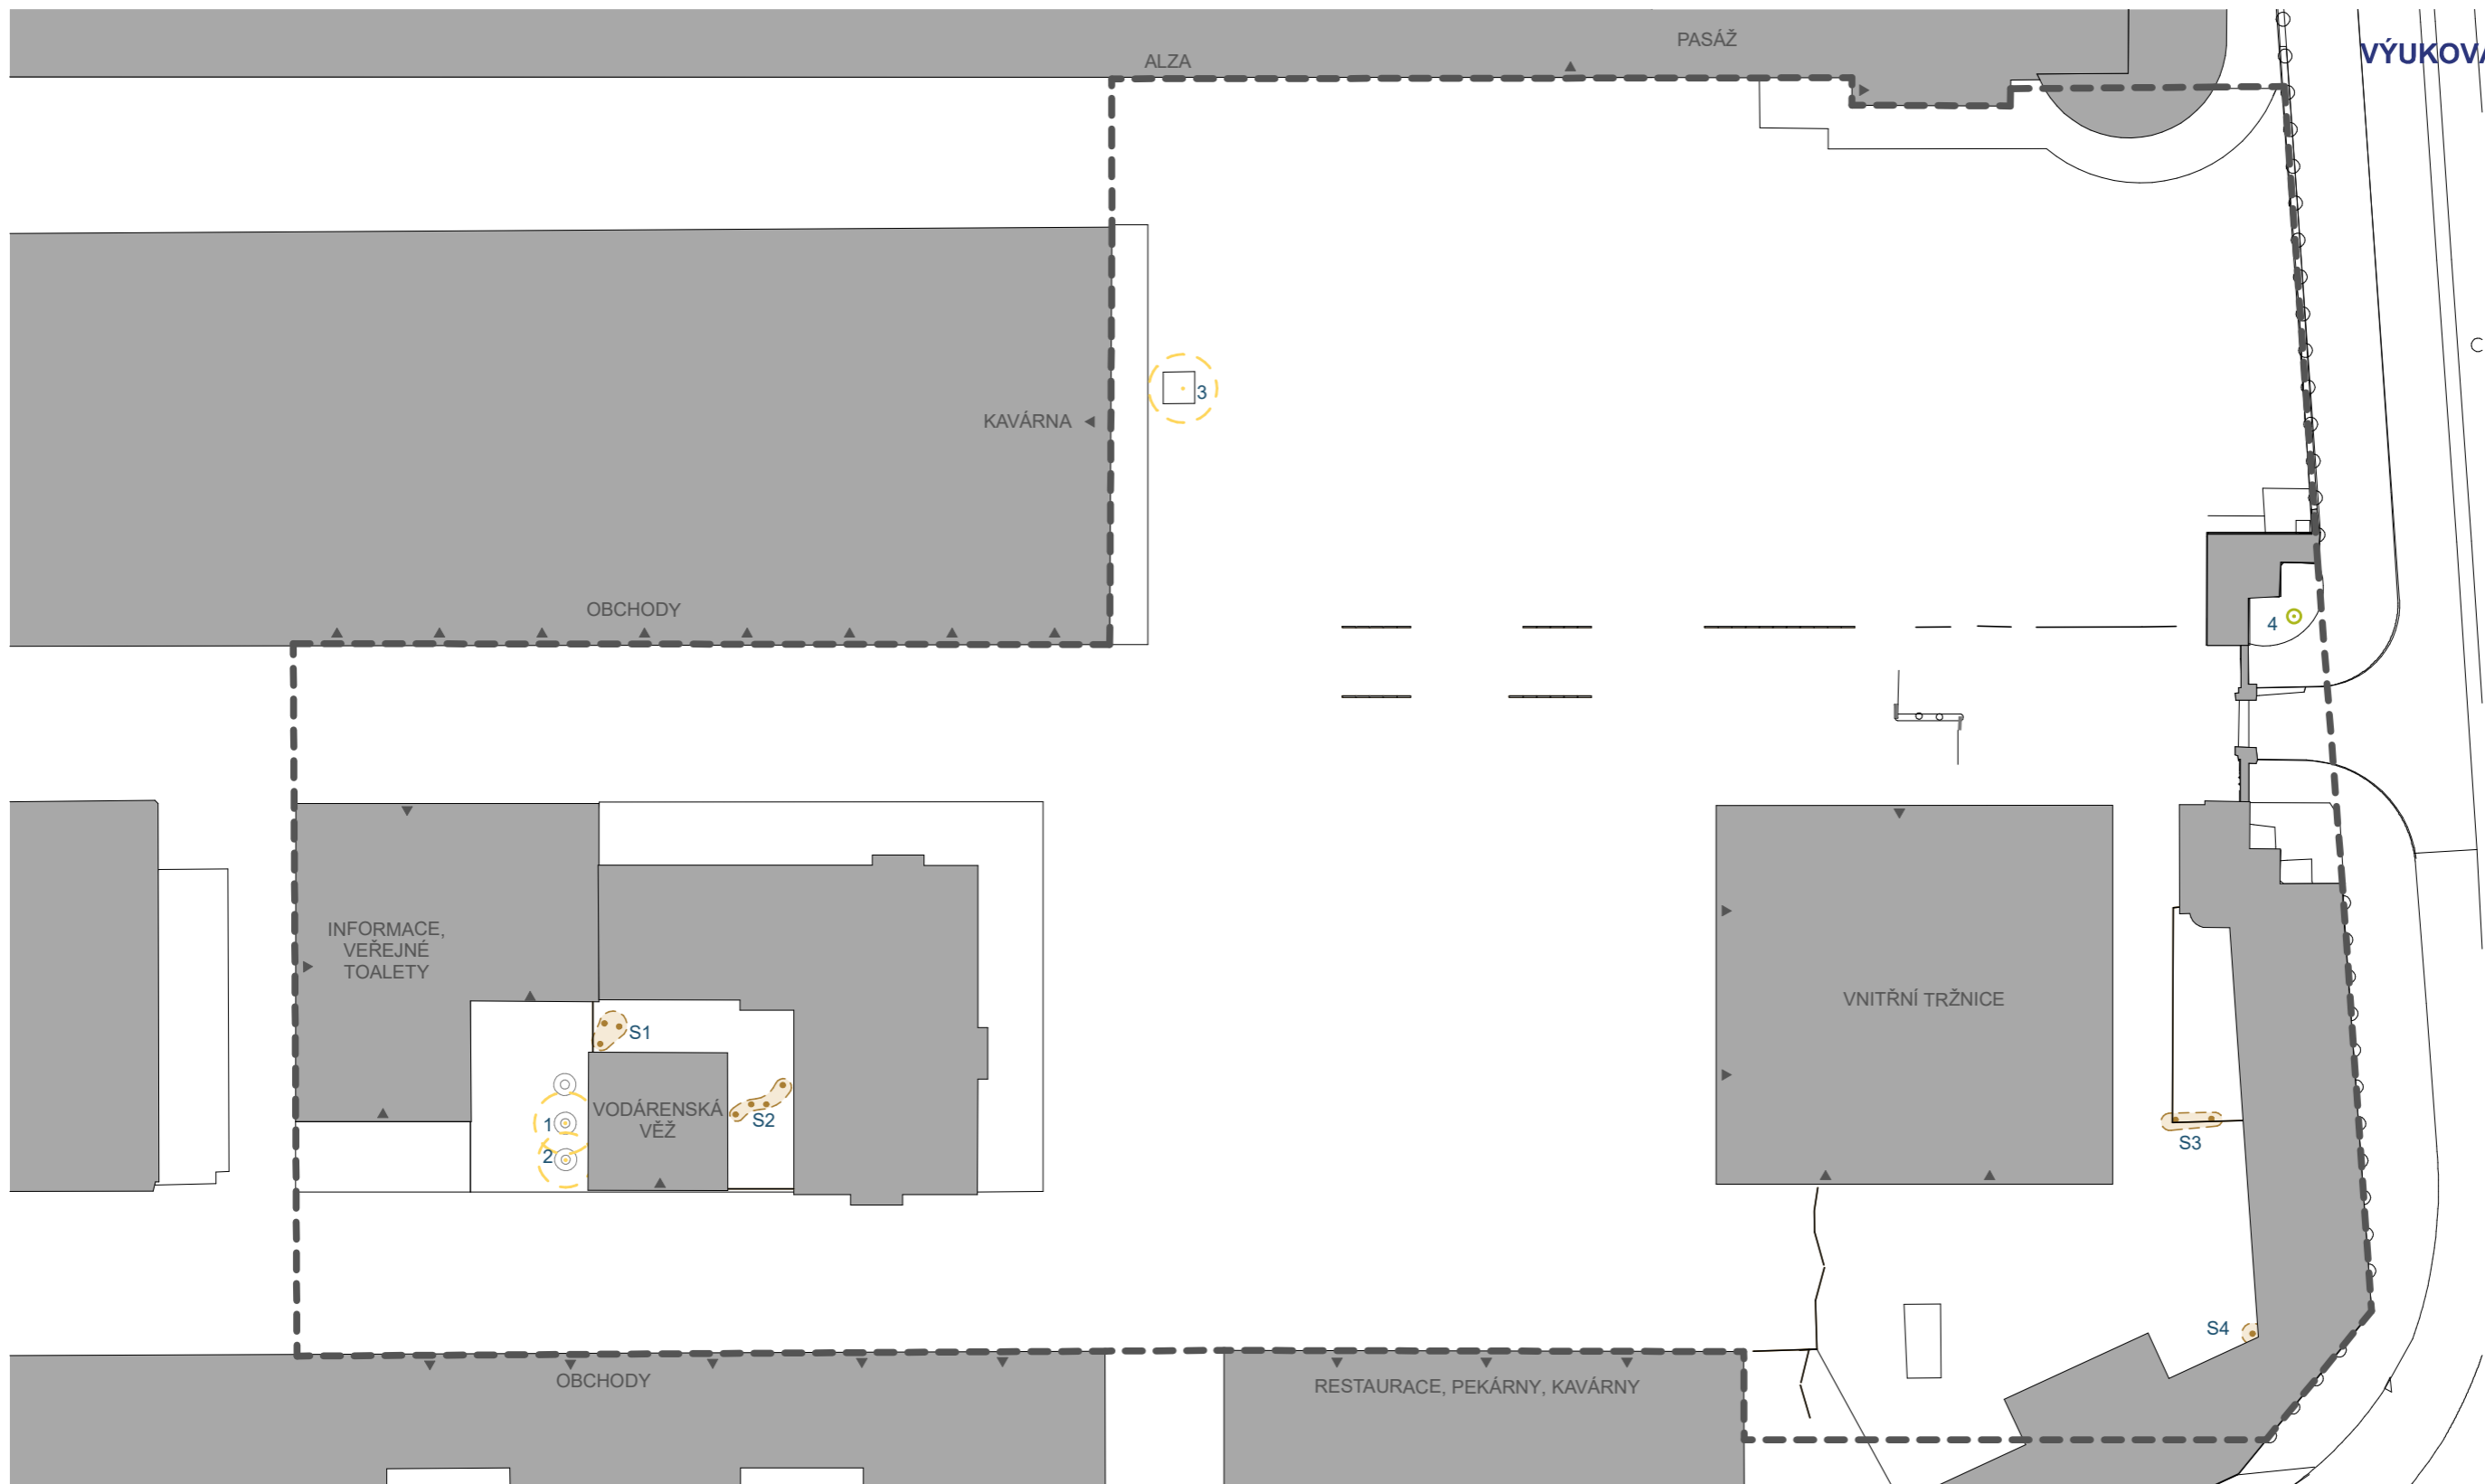 PASÁŽ
VÝUKOVÁ
ALZA
3
KAVÁRNA
OBCHODY
4
INFORMACE,
VEŘEJNÉ
TOALETY
VNITŘNÍ TRŽNICE
S1
VODÁRENSKÁ
VĚŽ
S2
1
2
S3
S4
OBCHODY
RESTAURACE, PEKÁRNY, KAVÁRNY